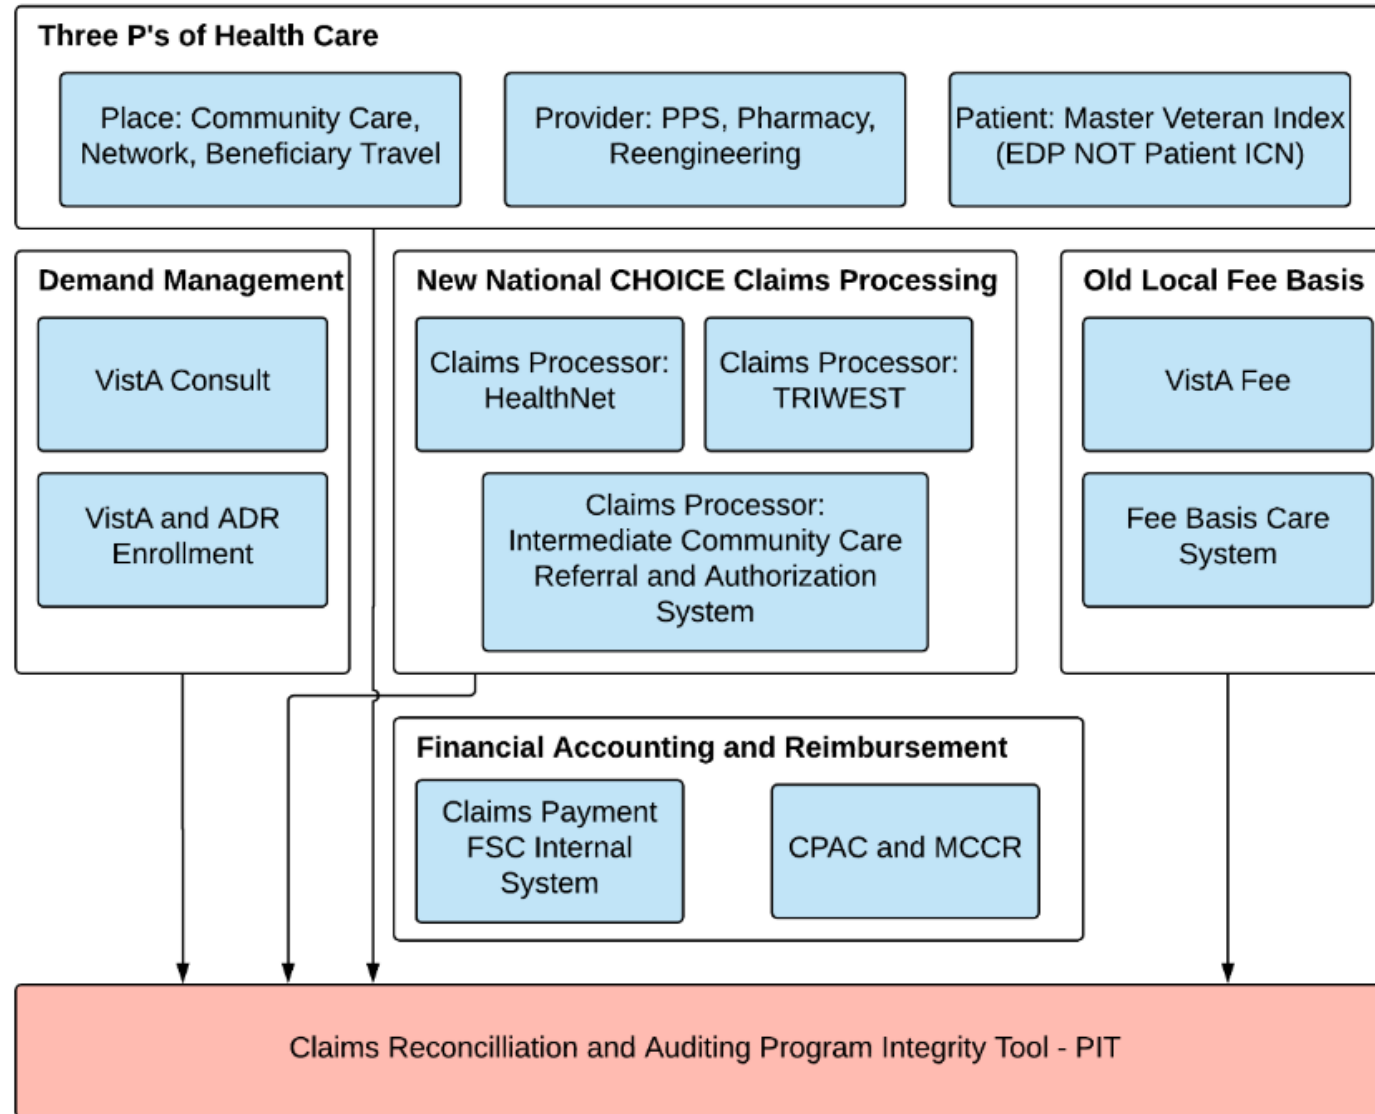 Three P's of Health Care
Place: Community Care,
Network, Beneficiary Travel
Provider: PPS, Pharmacy,
Reengineering
Patient: Master Veteran Index
(EDP NOT Patient ICN)
Demand Management
VistA Consult
VistA and ADR
Enrollment
New National CHOICE Claims Processing
Claims Processor:
HealthNet
Claims Processor:
TRIWEST
Claims Processor:
Intermediate Community Care
Referral and Authorization
System
Old Local Fee Basis
VistA Fee
Fee Basis Care
System
Financial Accounting and Reimbursement
Claims Payment
FSC Internal
System
CPAC and MCCR
Claims Reconcilliation and Auditing Program Integrity Tool - PIT